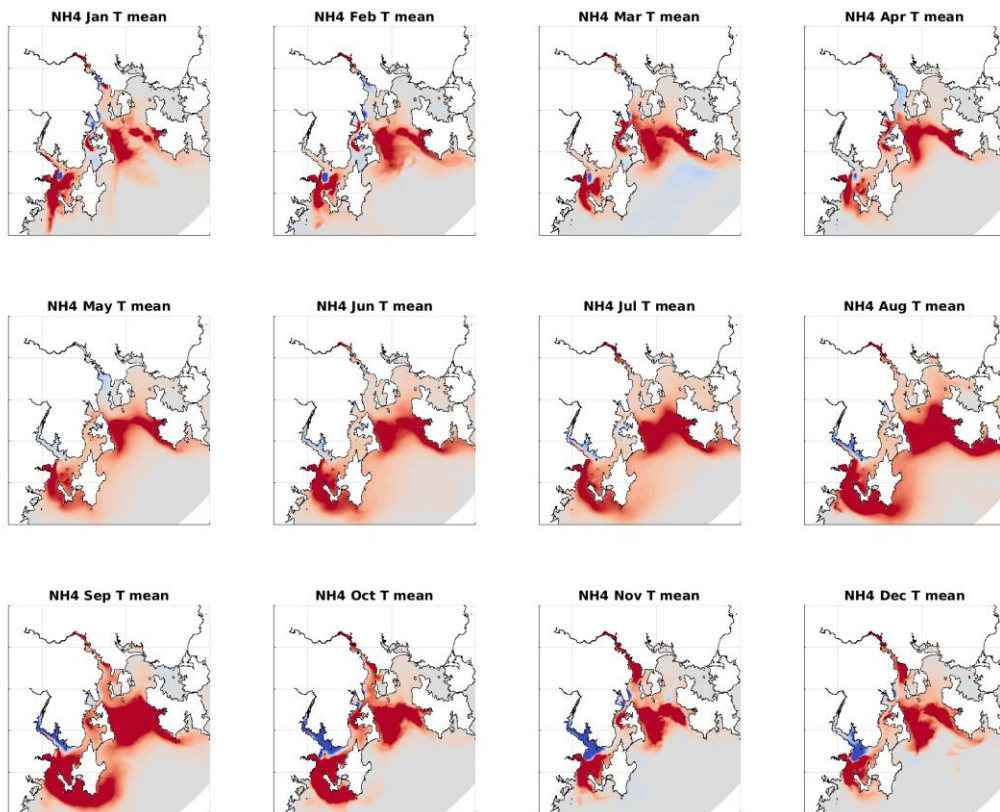 NH4 Jan T mean
NH4 Feb T mean
NH4 Mar T mean
NH4 Apr T mean
NH4 May T mean
NH4 Jun T mean
NH4 Jul T mean
NH4 Aug T mean
NH4 Sep T mean
NH4 Oct T mean
NH4 Nov T mean
NH4 Dec T mean